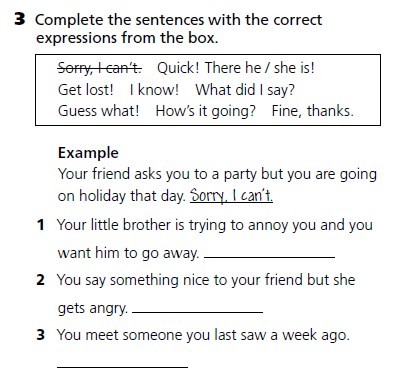 3 Complete the sentences with the correct
expressions from the box.
Sorry, I can't. Quick! There he / she is!
Get lost! I know! What did I say?
Guess what! How's it going? Fine, thanks.
Example
Your friend asks you to a party but you are going
on holiday that day. Sorry, I can't.
1 Your little brother is trying to annoy you and you
want him to go away.
2 You say something nice to your friend but she
gets angry.
3 You meet someone you last saw a week ago.